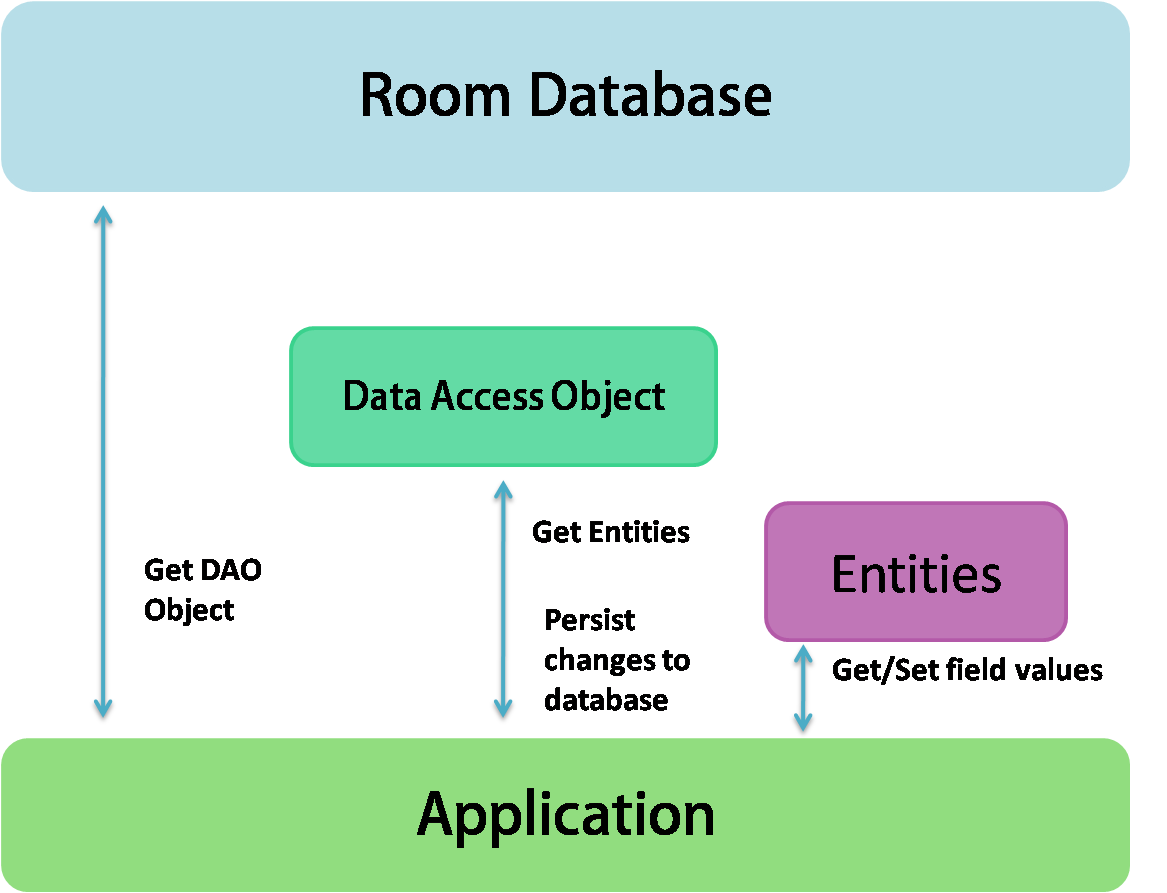 Room Database
Data Access Object
Get Entities
Entities
Get DAO
Object
Persist
changes to
database
Get/Set field values
Application